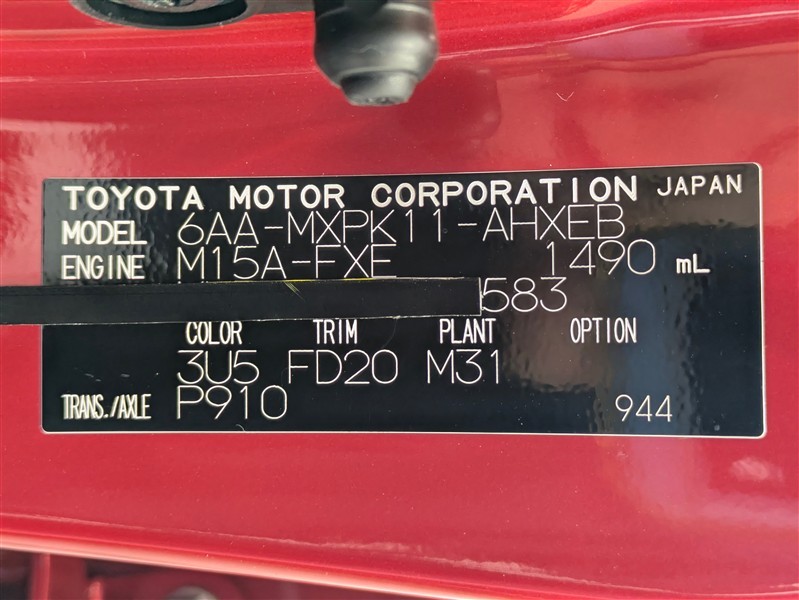 TOYOTA MOTOR CORPORATION JAPAN
MODEL 6AA-MXPK11-AHXEB
ENGINE M15A-FXE 1490 mL
583
COLOR TRIM PLANT OPTION
3U5 FD20 M31
TRANS./AXLE P910 944